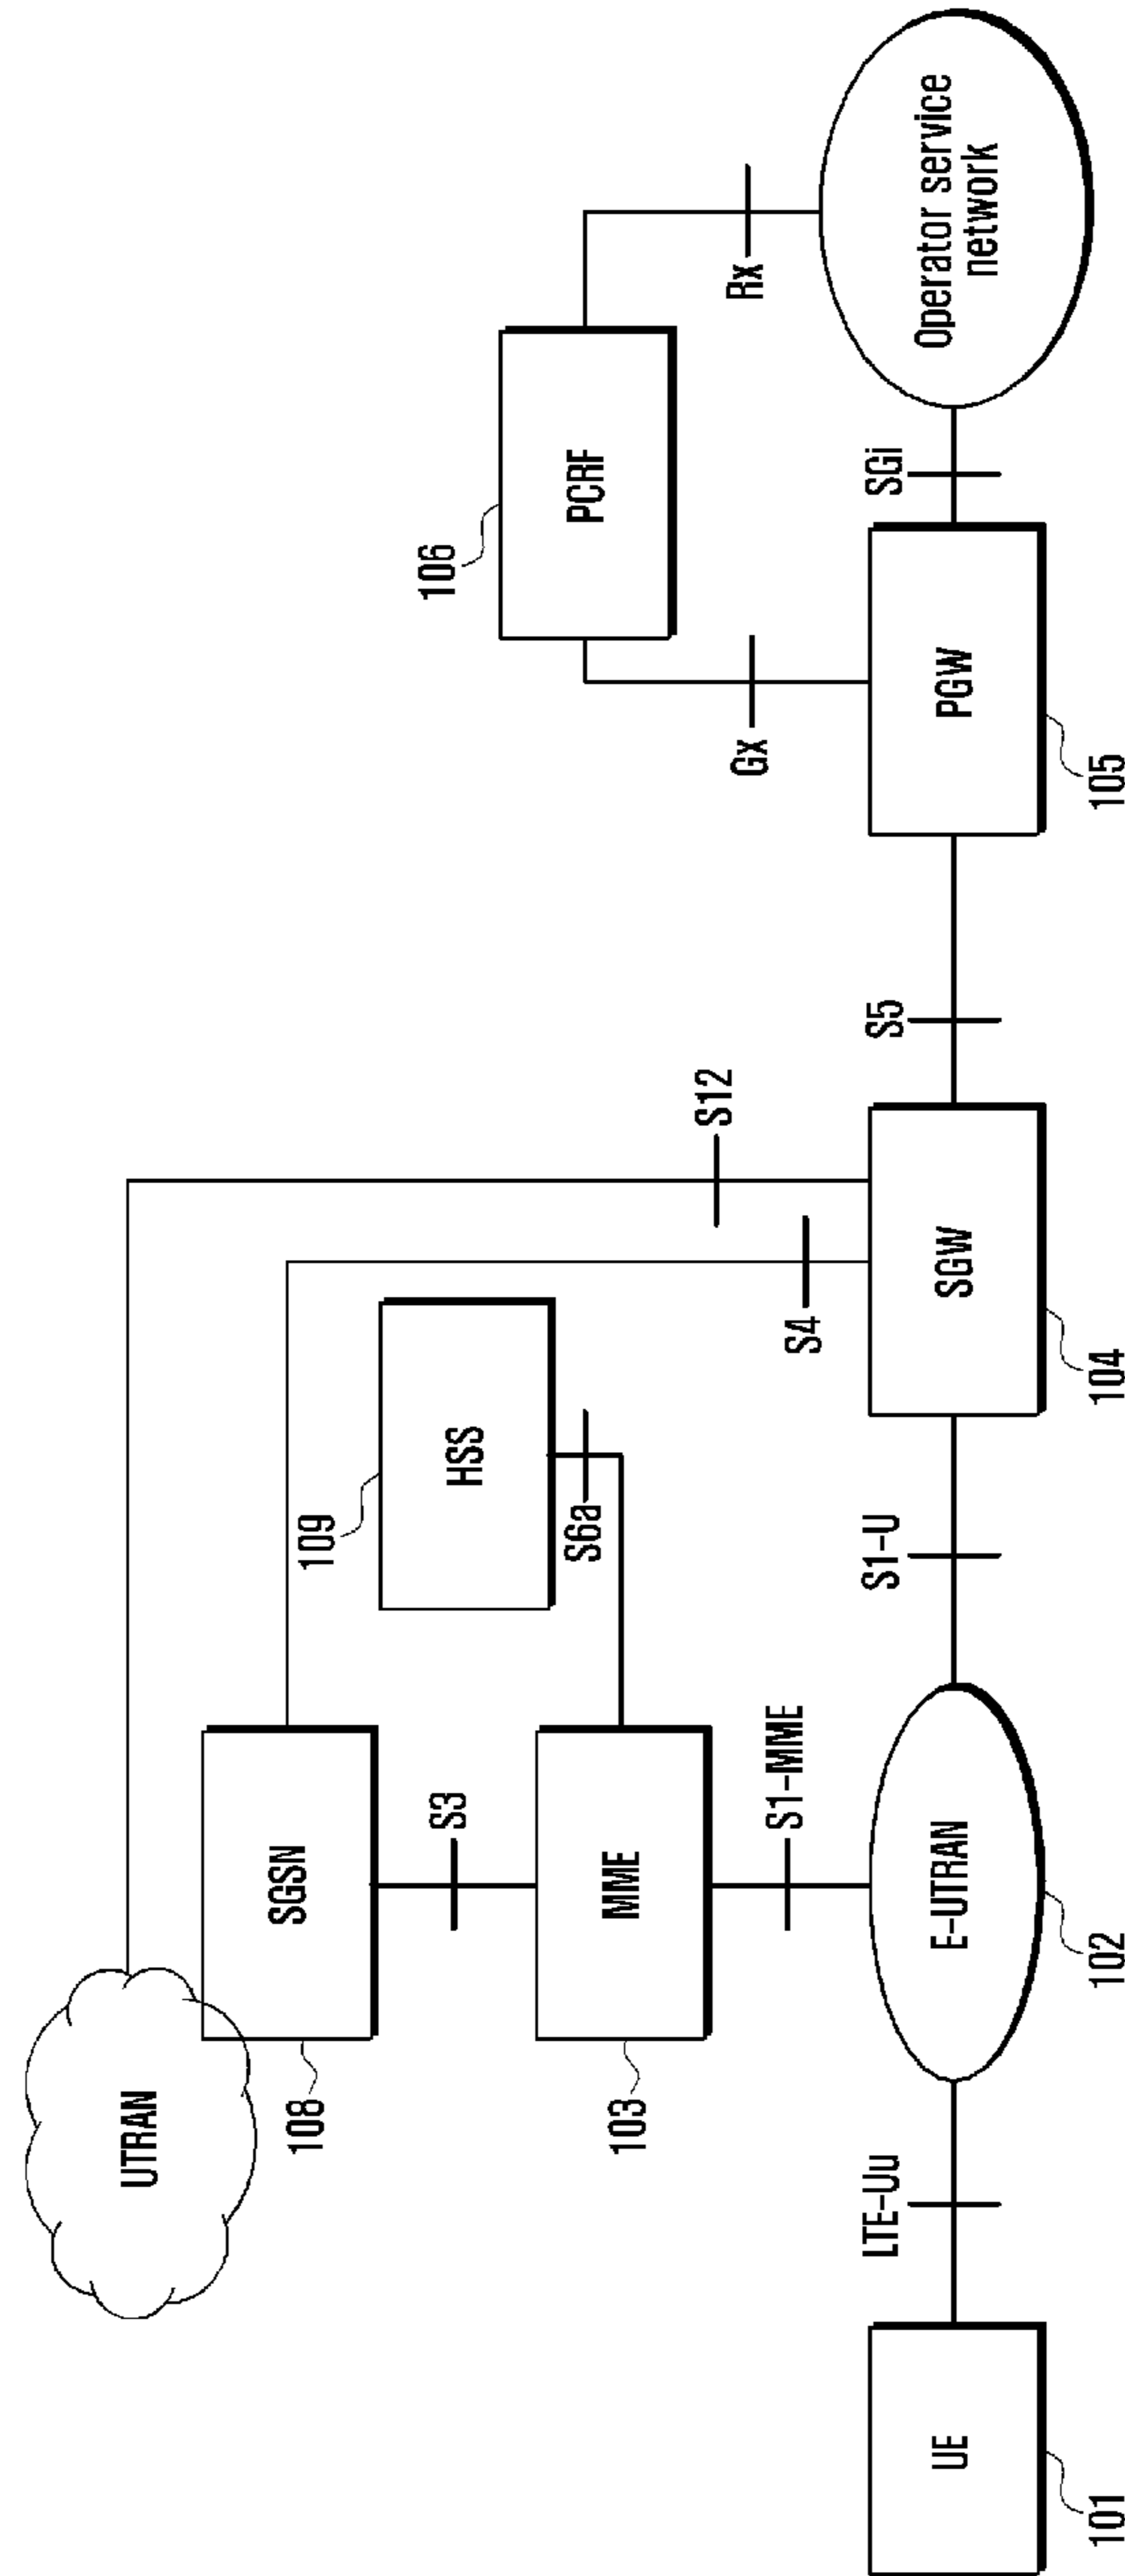 UTRAN
SGSN
108
S3
HSS
109
S6a
MME
103
S1-MME
S12
S4
PCRF
106
Gx
Rx
UE
101
LTE-Uu
E-UTRAN
102
S1-U
SGW
104
S5
PGW
105
SGi
Operator service
network